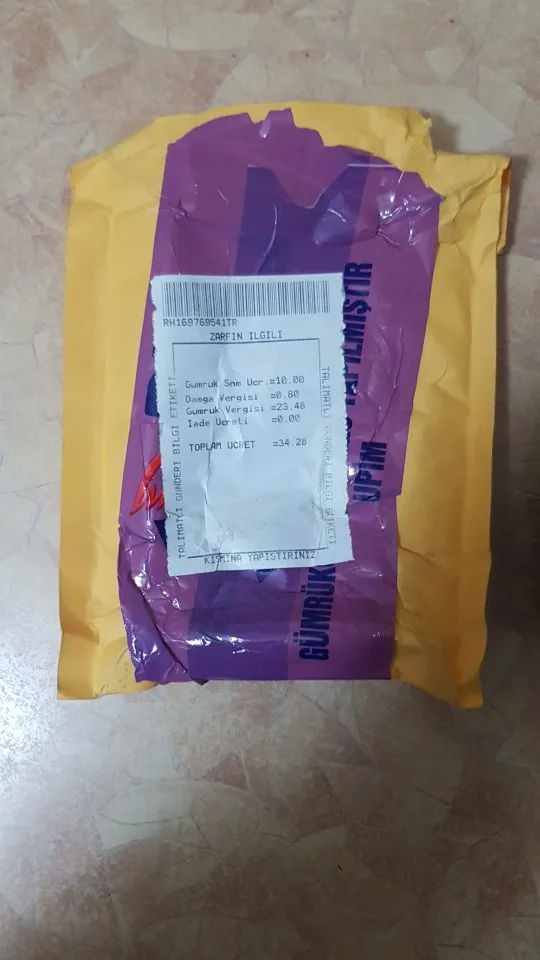 RH169769541TR
ZARFIN ILGILI
Gumruk Snm Ucr.=10.00
Damga Vergisi =0.80
Gumruk Vergisi =23.48
Iade Ucreti =0.00
TOPLAM UCRET =34.28
TALIMATLI GONDERI BILGI ETIKETI
TALIMATLI GONDERI BILGI ETIKETI
KISMINA YAPISTIRINIZ
YAPILMIŞTIR
GÜMRÜK